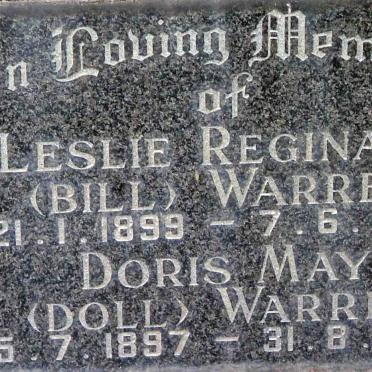 n Loving Mem
of
LESLIE REGINA
(BILL) WARRE
21.1.1899 – 7.6.
DORIS MAY
(DOLL) WARR
5.7.1897 – 31.8.